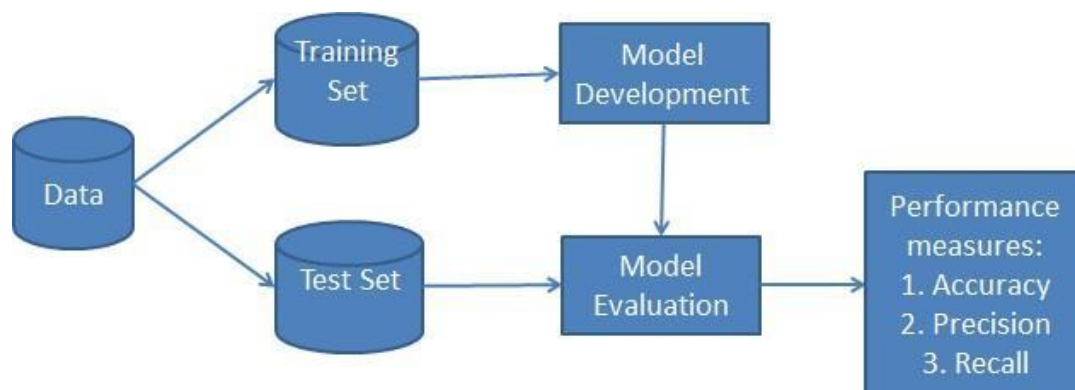 Data
Training
Set
Test Set
Model
Development
Model
Evaluation
Performance
measures:
1. Accuracy
2. Precision
3. Recall